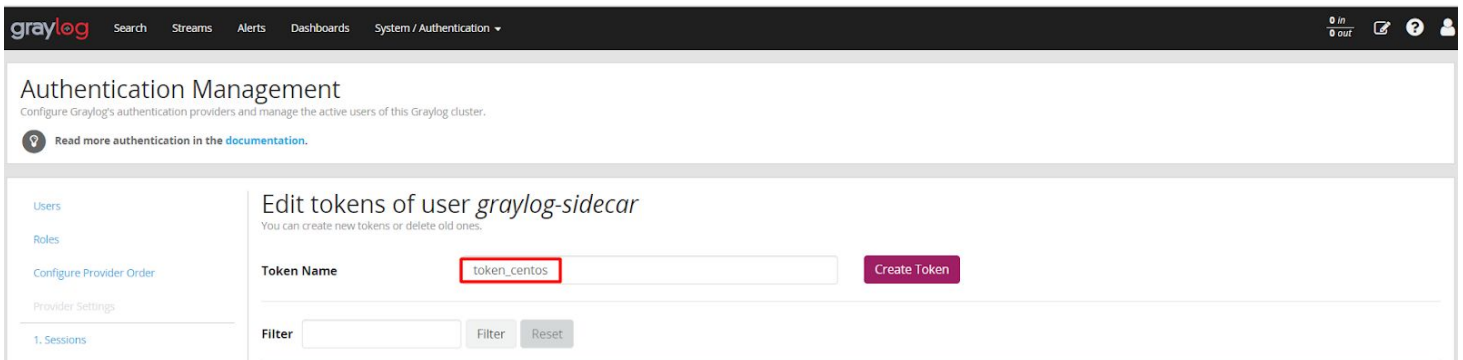 graylog Search Streams Alerts Dashboards System / Authentication 0 in
0 out
Authentication Management
Configure Graylog's authentication providers and manage the active users of this Graylog cluster.
Read more authentication in the documentation.
Users
Roles
Configure Provider Order
Provider Settings
1. Sessions
Edit tokens of user graylog-sidecar
You can create new tokens or delete old ones.
Token Name token_centos Create Token
Filter Filter Reset